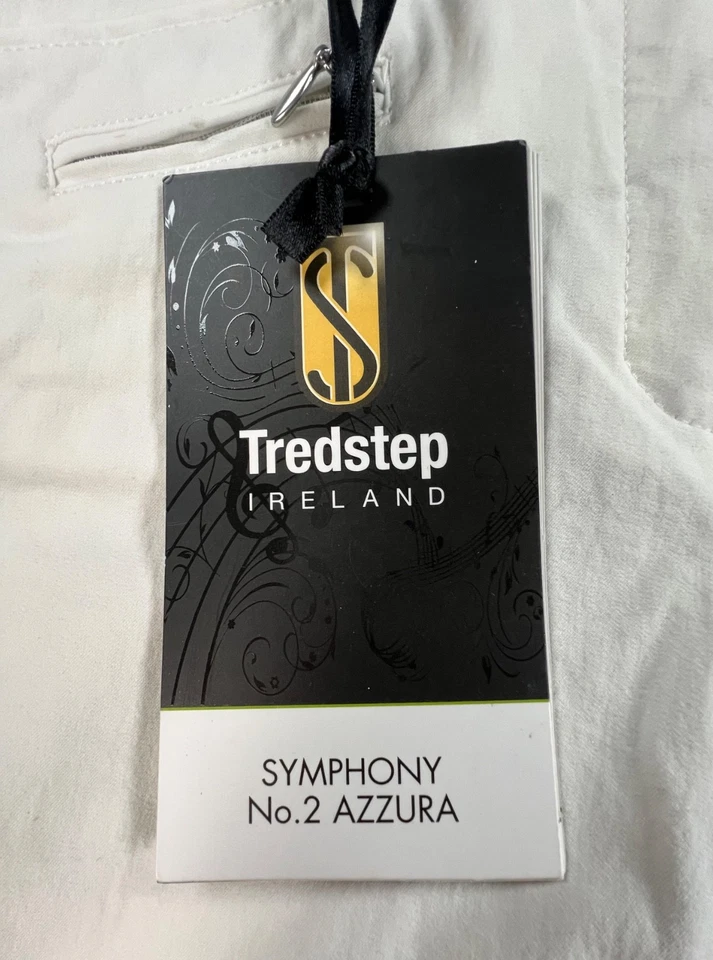 Tredstep
IRELAND
SYMPHONY
No.2 AZZURA